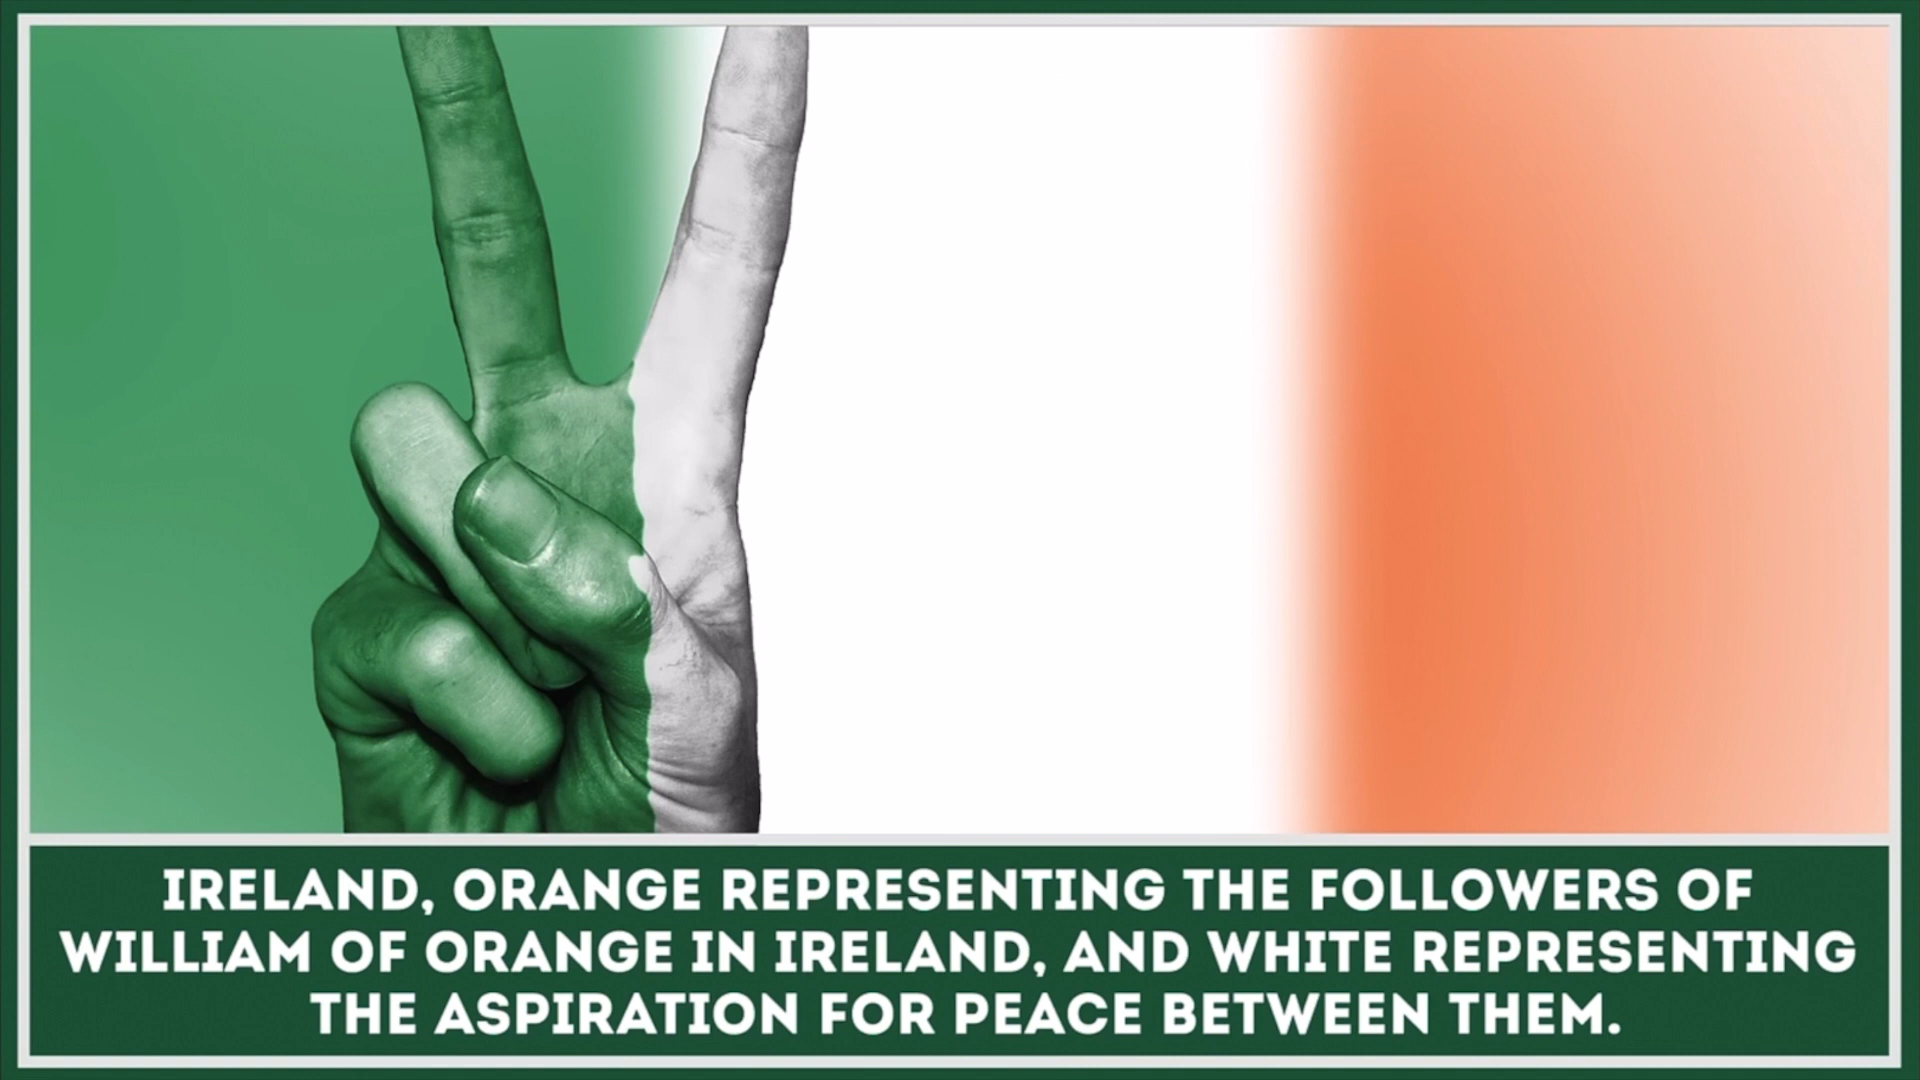 IRELAND, ORANGE REPRESENTING THE FOLLOWERS OF
WILLIAM OF ORANGE IN IRELAND, AND WHITE REPRESENTING
THE ASPIRATION FOR PEACE BETWEEN THEM.